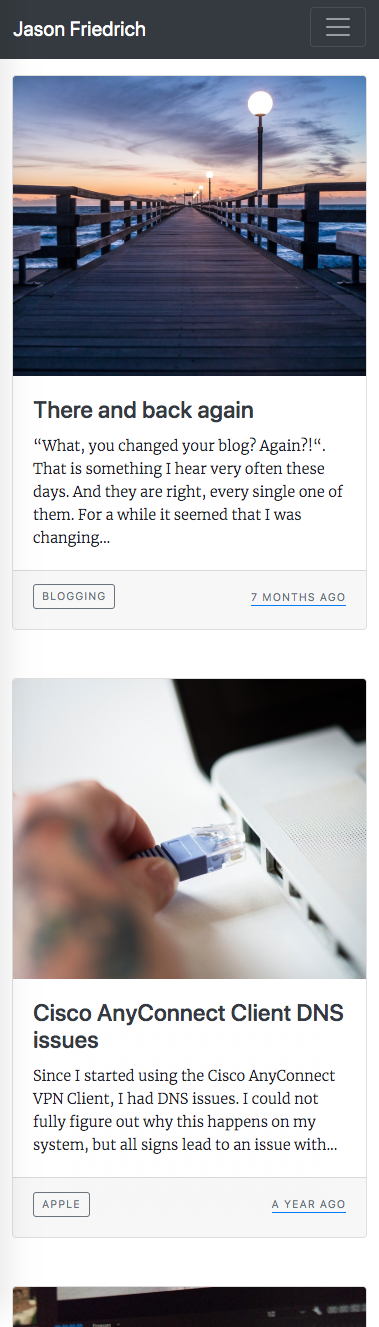 Jason Friedrich
There and back again
“What, you changed your blog? Again?!“.
That is something I hear very often these
days. And they are right, every single one of
them. For a while it seemed that I was
changing...
BLOGGING
7 MONTHS AGO
Cisco AnyConnect Client DNS
issues
Since I started using the Cisco AnyConnect
VPN Client, I had DNS issues. I could not
fully figure out why this happens on my
system, but all signs lead to an issue with...
APPLE
A YEAR AGO